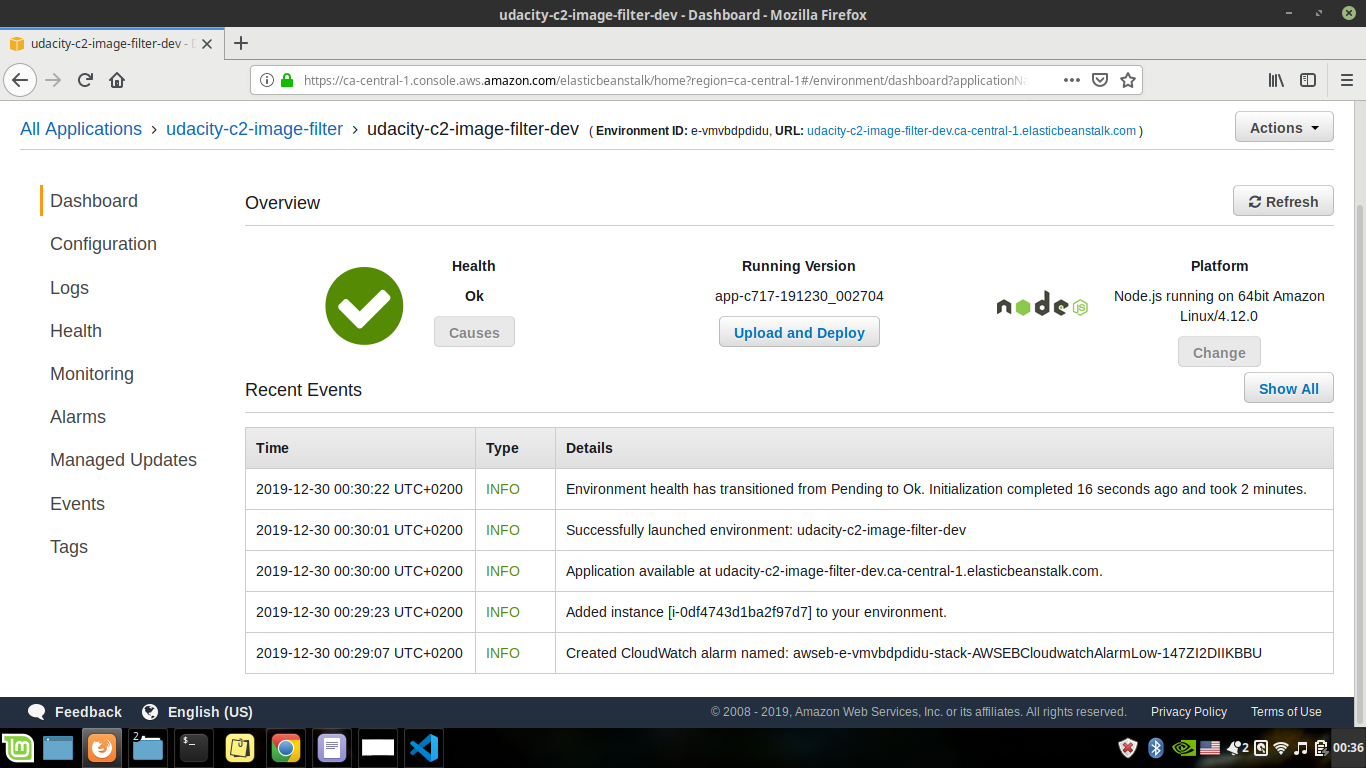 udacity-c2-image-filter-dev - Dashboard - Mozilla Firefox
udacity-c2-image-filter-dev -
https://ca-central-1.console.aws.amazon.com/elasticbeanstalk/home?region=ca-central-1#/environment/dashboard?applicationNa
All Applications > udacity-c2-image-filter > udacity-c2-image-filter-dev ( Environment ID: e-vmvbdpdidu, URL: udacity-c2-image-filter-dev.ca-central-1.elasticbeanstalk.com )
Actions
Dashboard
Configuration
Logs
Health
Monitoring
Alarms
Managed Updates
Events
Tags
Overview
Refresh
Health
Ok
Causes
Running Version
app-c717-191230_002704
Upload and Deploy
node
JS
Platform
Node.js running on 64bit Amazon
Linux/4.12.0
Change
Recent Events
Show All
Time Type Details
2019-12-30 00:30:22 UTC+0200 INFO Environment health has transitioned from Pending to Ok. Initialization completed 16 seconds ago and took 2 minutes.
2019-12-30 00:30:01 UTC+0200 INFO Successfully launched environment: udacity-c2-image-filter-dev
2019-12-30 00:30:00 UTC+0200 INFO Application available at udacity-c2-image-filter-dev.ca-central-1.elasticbeanstalk.com.
2019-12-30 00:29:23 UTC+0200 INFO Added instance [i-0df4743d1ba2f97d7] to your environment.
2019-12-30 00:29:07 UTC+0200 INFO Created CloudWatch alarm named: awseb-e-vmvbdpdidu-stack-AWSEBCloudwatchAlarmLow-147ZI2DIIKBBU
Feedback
English (US)
© 2008 - 2019, Amazon Web Services, Inc. or its affiliates. All rights reserved.
Privacy Policy
Terms of Use
2
$_
2
00:36